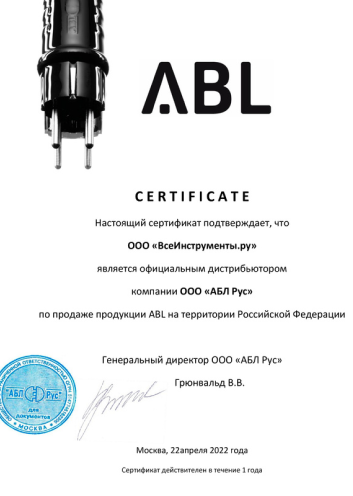 ABL
ABL
CERTIFICATE
Настоящий сертификат подтверждает, что
ООО «ВсеИнструменты.ру»
является официальным дистрибьютором
компании ООО «АБЛ Рус»
по продаже продукции ABL на территории Российской Федерации
Генеральный директор ООО «АБЛ Рус»
Грюнвальд В.В.
"АБЛ Рус"
для
документов
МОСКВА
Москва, 22апреля 2022 года
Сертификат действителен в течение 1 года